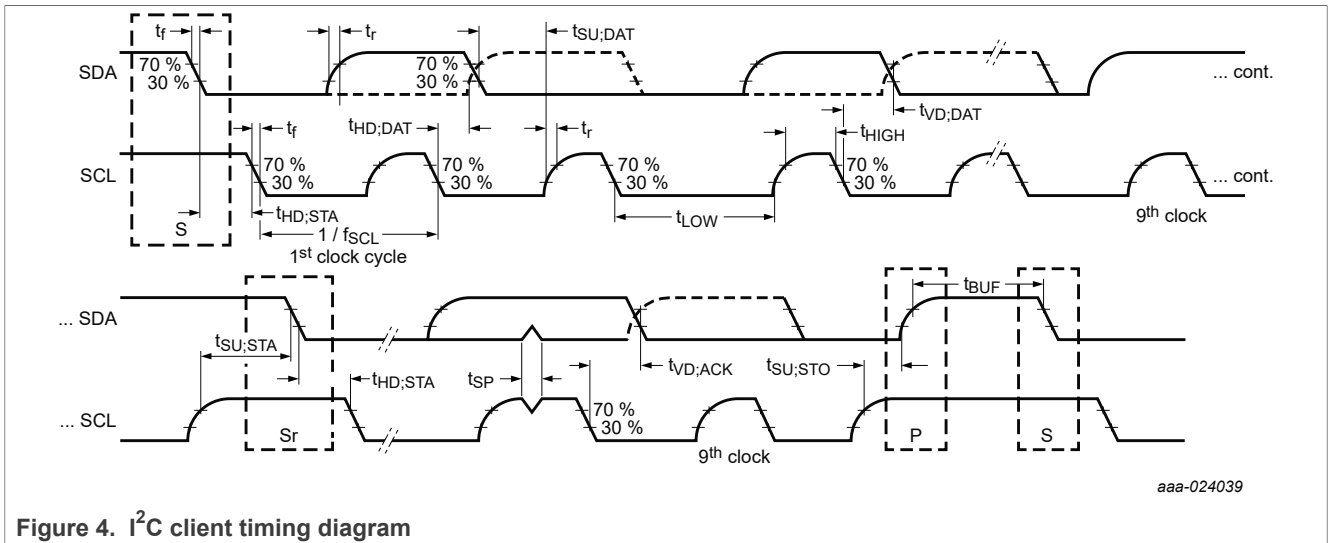 tf
tr
tSU;DAT
SDA
70 %
30 %
70 %
30 %
... cont.
tHD;DAT
tVD;DAT
tf
tr
tHIGH
SCL
70 %
30 %
70 %
30 %
70 %
30 %
70 %
30 %
... cont.
S
tHD;STA
1 / fSCL
1st clock cycle
tLOW
9th clock
... SDA
tBUF
tSU;STA
tHD;STA
tSP
tVD;ACK
tSU;STO
... SCL
Sr
70 %
30 %
9th clock
P
S
aaa-024039
Figure 4. I2C client timing diagram